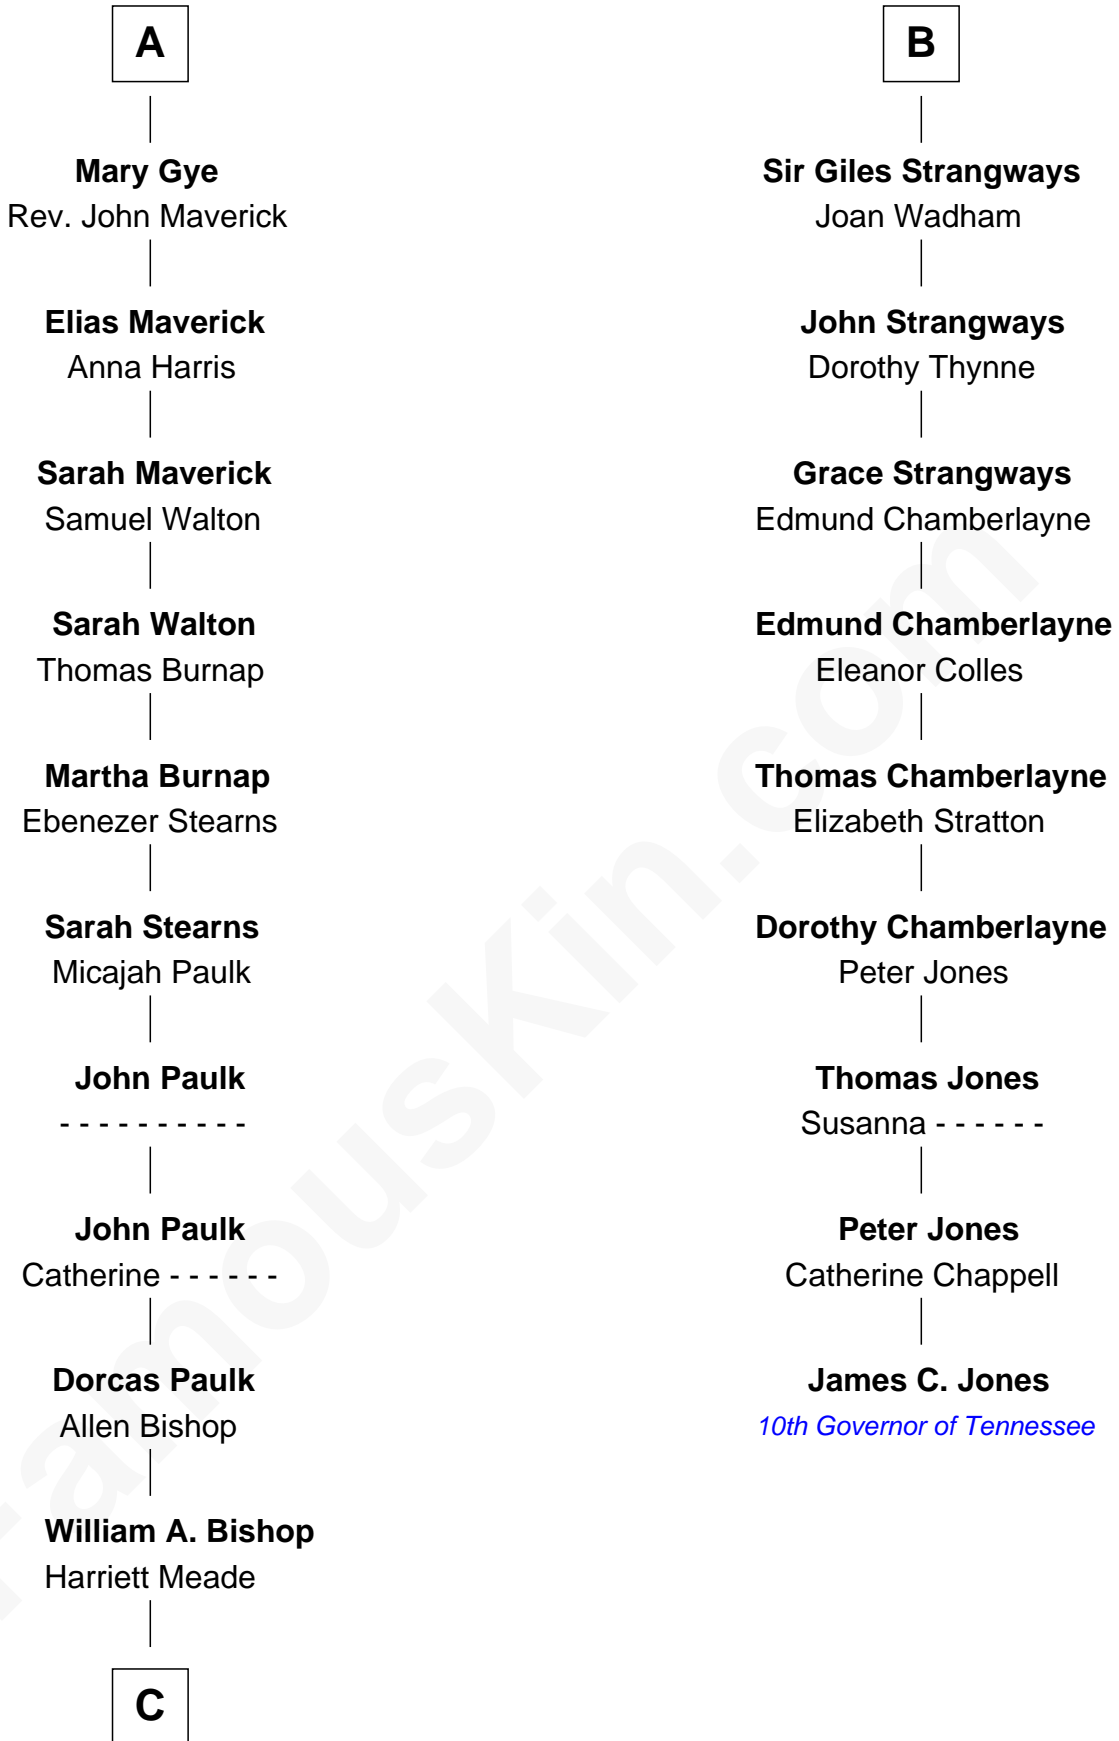 A
Mary Gye
Rev. John Maverick
Elias Maverick
Anna Harris
Sarah Maverick
Samuel Walton
Sarah Walton
Thomas Burnap
Martha Burnap
Ebenezer Stearns
Sarah Stearns
Micajah Paulk
John Paulk
- - - - - - - - - -
John Paulk
Catherine - - - - - -
Dorcas Paulk
Allen Bishop
William A. Bishop
Harriett Meade
C
B
Sir Giles Strangways
Joan Wadham
John Strangways
Dorothy Thynne
Grace Strangways
Edmund Chamberlayne
Edmund Chamberlayne
Eleanor Colles
Thomas Chamberlayne
Elizabeth Stratton
Dorothy Chamberlayne
Peter Jones
Thomas Jones
Susanna - - - - - -
Peter Jones
Catherine Chappell
James C. Jones
10th Governor of Tennessee
FamousKin.com